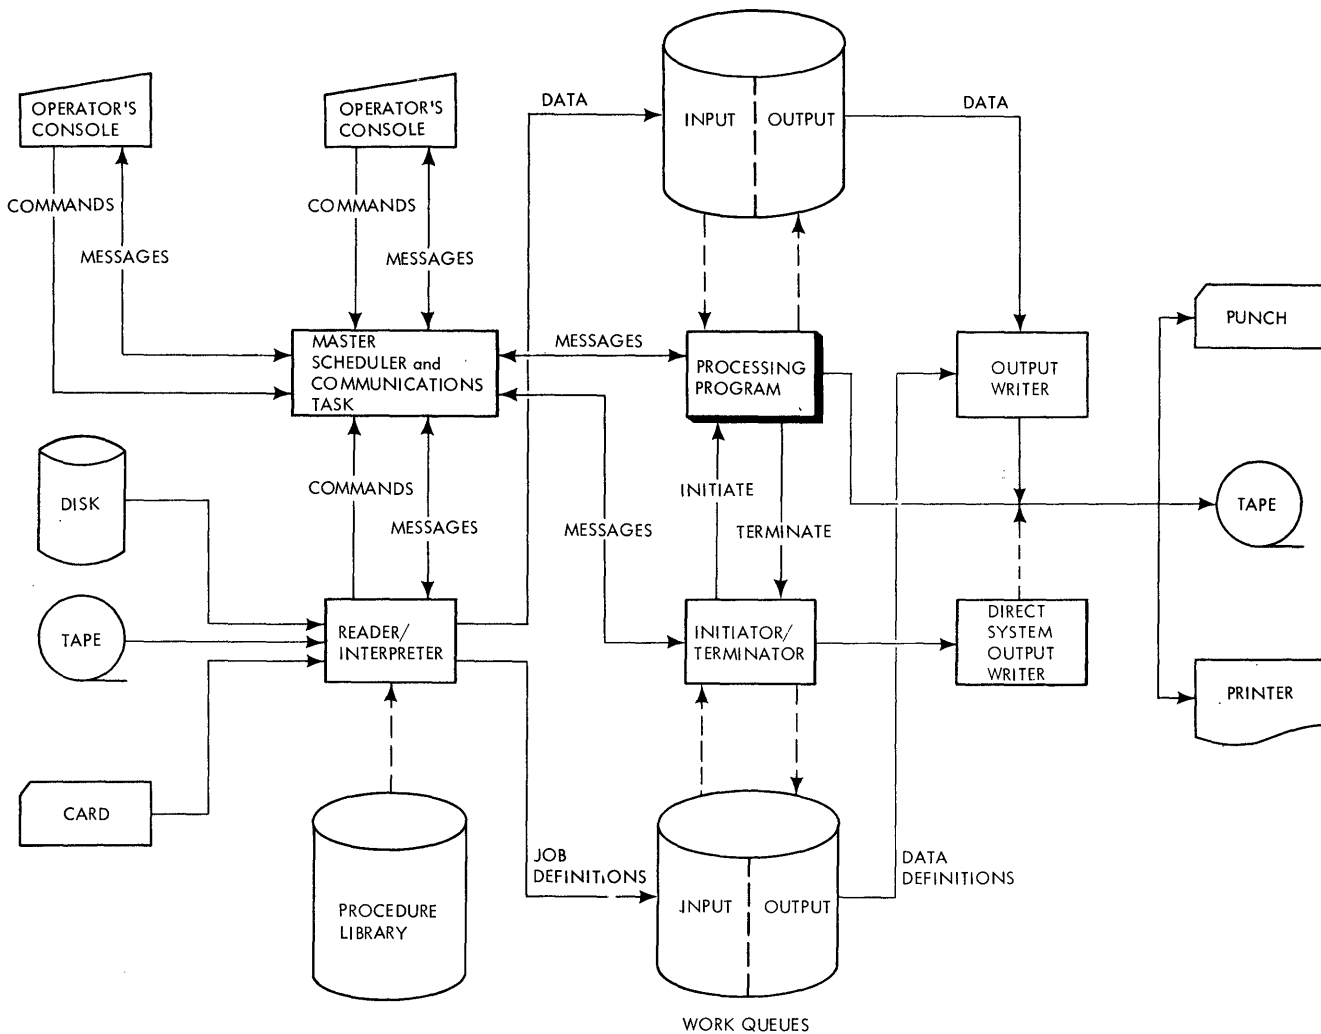 OPERATOR'S
CONSOLE
OPERATOR'S
CONSOLE
DATA
INPUT
OUTPUT
DATA
COMMANDS
MESSAGES
COMMANDS
MESSAGES
MASTER
SCHEDULER and
COMMUNICATIONS
TASK
MESSAGES
PROCESSING
PROGRAM
OUTPUT
WRITER
PUNCH
DISK
COMMANDS
MESSAGES
MESSAGES
INITIATE
TERMINATE
TAPE
TAPE
READER/
INTERPRETER
INITIATOR/
TERMINATOR
DIRECT
SYSTEM
OUTPUT
WRITER
PRINTER
CARD
PROCEDURE
LIBRARY
JOB
DEFINITIONS
INPUT
OUTPUT
DATA
DEFINITIONS
WORK QUEUES